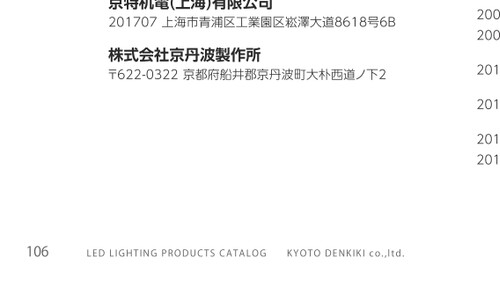 京特机電(上海)有限公司
201707 上海市青浦区工業園区崧澤大道8618号6B
株式会社京丹波製作所
〒622-0322 京都府船井郡京丹波町大朴西道ノ下2
200
200
201
201
201
201
106 LED LIGHTING PRODUCTS CATALOG KYOTO DENKIKI co.,ltd.